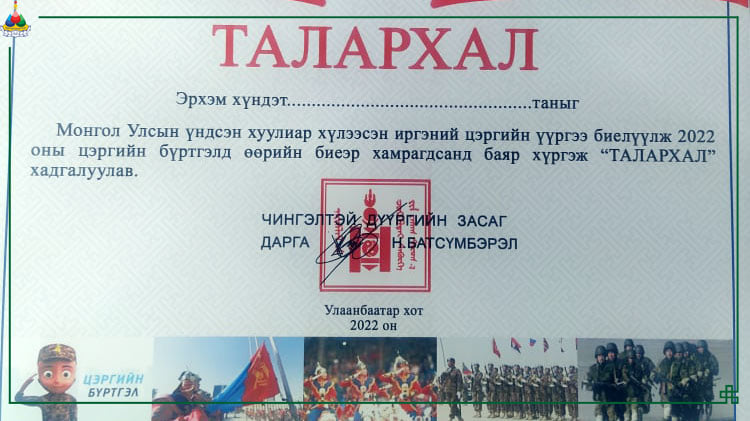 ТАЛАРХАЛ
Эрхэм хүндэт..................................................таныг
Монгол Улсын үндсэн хуулиар хүлээсэн иргэний цэргийн үүргээ биелүүлж 2022
оны цэргийн бүртгэлд өөрийн биеэр хамрагдсанд баяр хүргэж “ТАЛАРХАЛ”
хадгалуулав.
ЧИНГЭЛТЭЙ ДҮҮРГИЙН ЗАСАГ
ДАРГА Н.БАТСҮМБЭРЭЛ
Улаанбаатар хот
2022 он
ЦЭРГИЙН
БҮРТГЭЛ